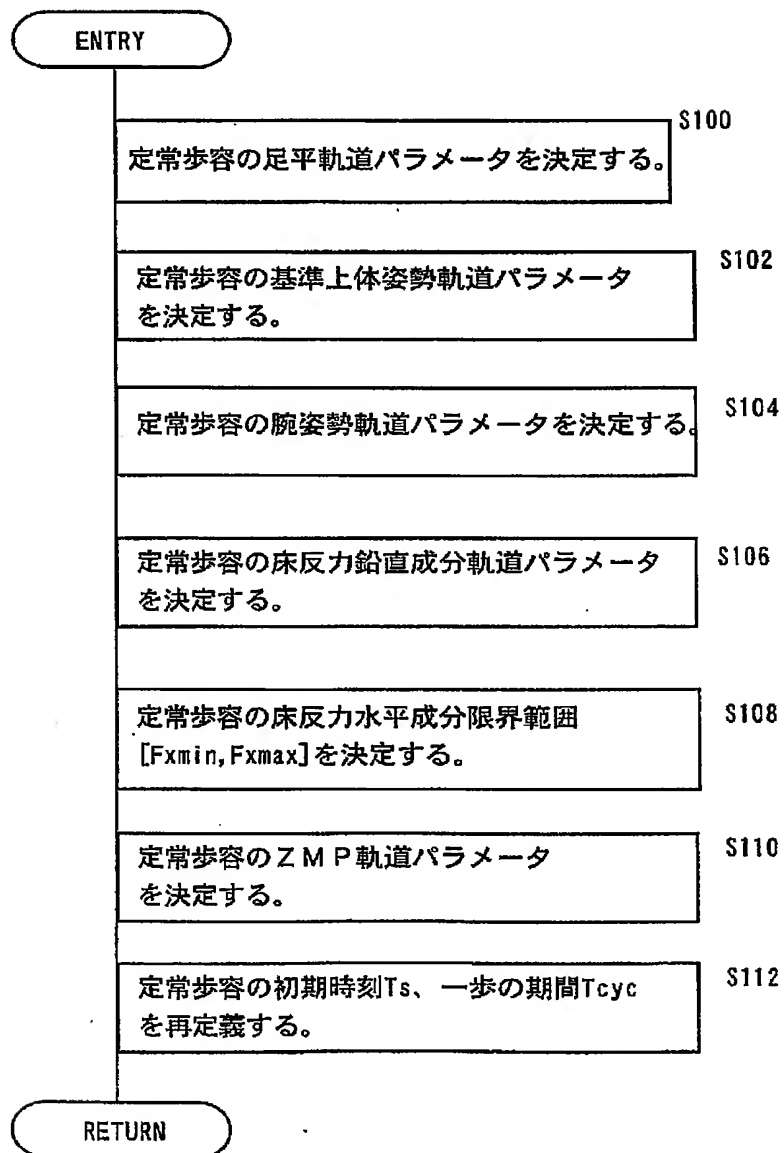 ENTRY
S100
定常歩容の足平軌道パラメータを決定する。
S102
定常歩容の基準上体姿勢軌道パラメータ
を決定する。
S104
定常歩容の腕姿勢軌道パラメータを決定する。
S106
定常歩容の床反力鉛直成分軌道パラメータ
を決定する。
S108
定常歩容の床反力水平成分限界範囲
[Fxmin,Fxmax]を決定する。
S110
定常歩容のＺＭＰ軌道パラメータ
を決定する。
S112
定常歩容の初期時刻Ts、一歩の期間Tcyc
を再定義する。
RETURN